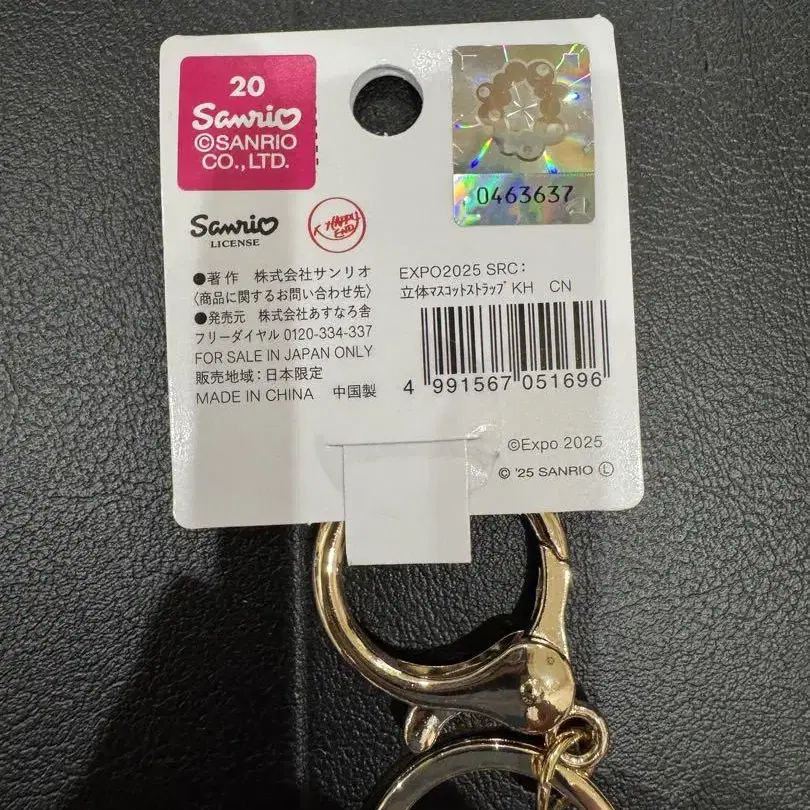 20
Sanrio
©SANRIO
CO., LTD.
0463637
Sanrio
LICENSE
HAPPY
END
●著作 株式会社サンリオ
〈商品に関するお問い合わせ先〉
●発売元 株式会社あすなろ舎
フリーダイヤル 0120-334-337
FOR SALE IN JAPAN ONLY
販売地域：日本限定
MADE IN CHINA 中国製
EXPO2025 SRC：
立体マスコットストラップ KH CN
4 991567 051696
©Expo 2025
© '25 SANRIO Ⓛ